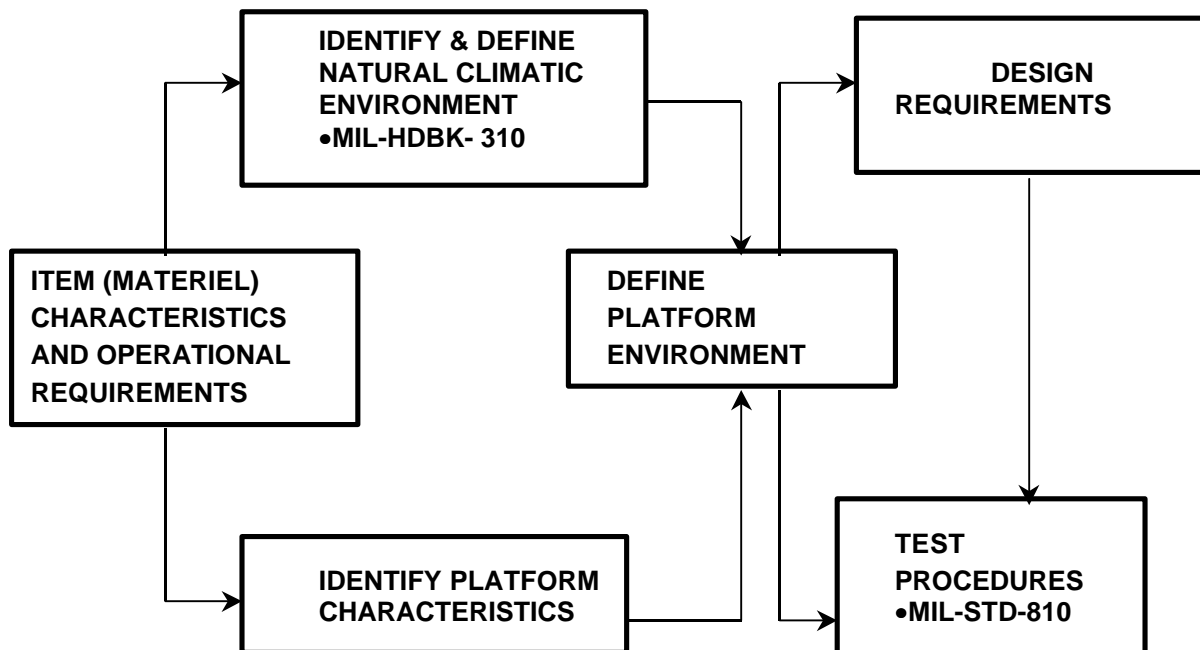 IDENTIFY & DEFINE
NATURAL CLIMATIC
ENVIRONMENT
•MIL-HDBK- 310
DESIGN
REQUIREMENTS
ITEM (MATERIEL)
CHARACTERISTICS
AND OPERATIONAL
REQUIREMENTS
DEFINE
PLATFORM
ENVIRONMENT
IDENTIFY PLATFORM
CHARACTERISTICS
TEST
PROCEDURES
•MIL-STD-810